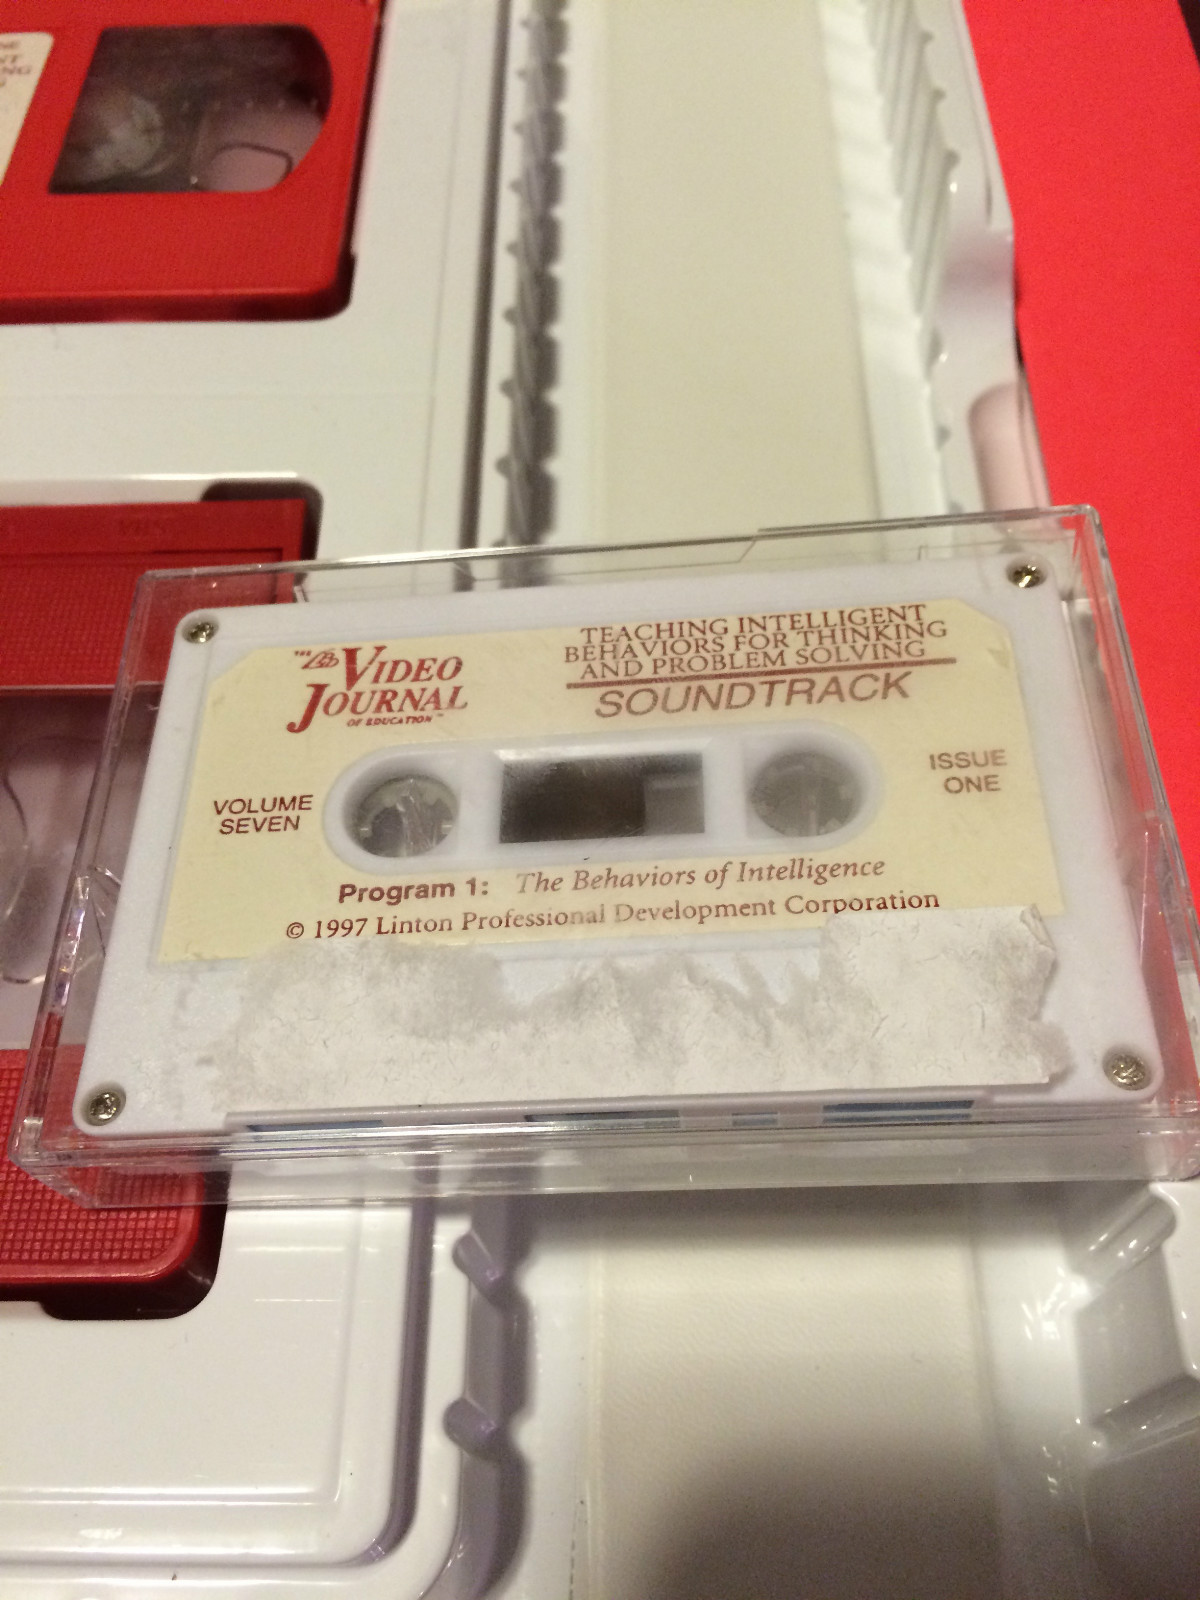 THE
VIDEO
JOURNAL
OF EDUCATION™
TEACHING INTELLIGENT
BEHAVIORS FOR THINKING
AND PROBLEM SOLVING
SOUNDTRACK
VOLUME
SEVEN
ISSUE
ONE
Program 1: The Behaviors of Intelligence
© 1997 Linton Professional Development Corporation